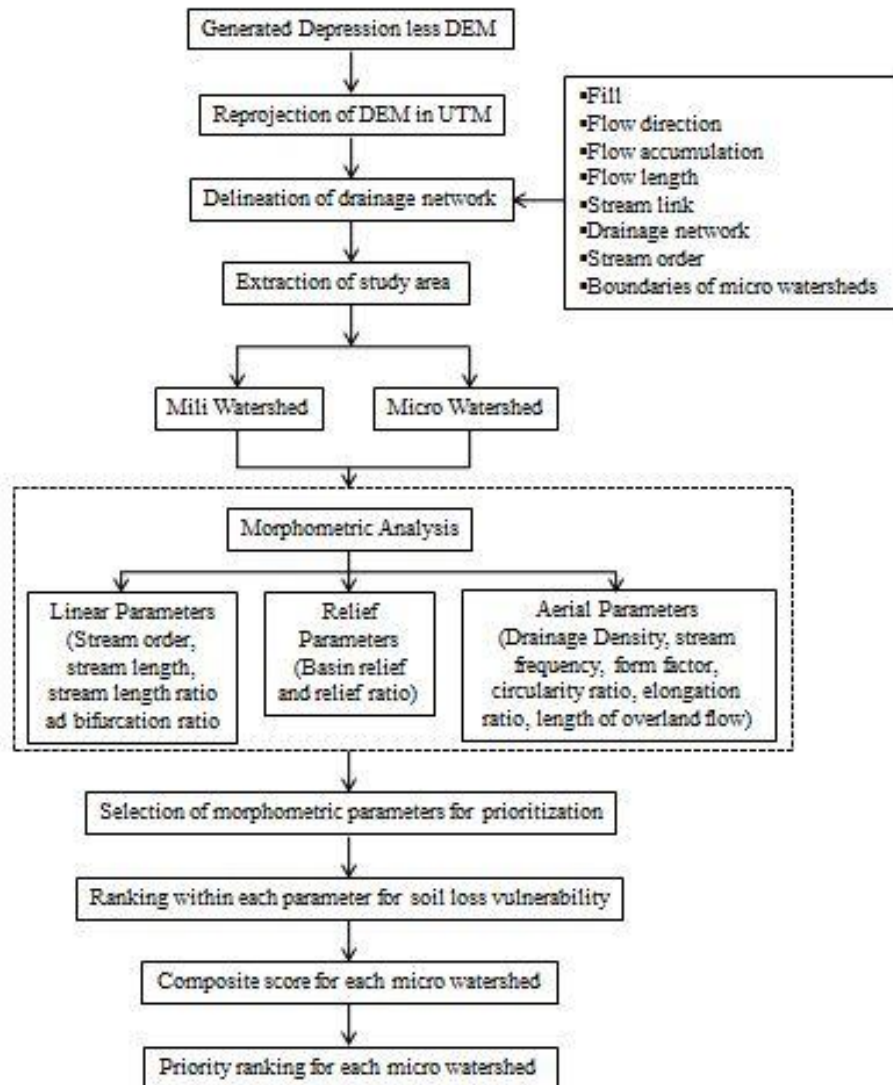 Generated Depression less DEM
Reprojection of DEM in UTM
▪Fill
▪Flow direction
▪Flow accumulation
▪Flow length
▪Stream link
▪Drainage network
▪Stream order
▪Boundaries of micro watersheds
Delineation of drainage network
Extraction of study area
Mili Watershed
Micro Watershed
Morphometric Analysis
Linear Parameters
(Stream order,
stream length,
stream length ratio
ad bifurcation ratio
Relief
Parameters
(Basin relief
and relief ratio)
Aerial Parameters
(Drainage Density, stream
frequency, form factor,
circularity ratio, elongation
ratio, length of overland flow)
Selection of morphometric parameters for prioritization
Ranking within each parameter for soil loss vulnerability
Composite score for each micro watershed
Priority ranking for each micro watershed